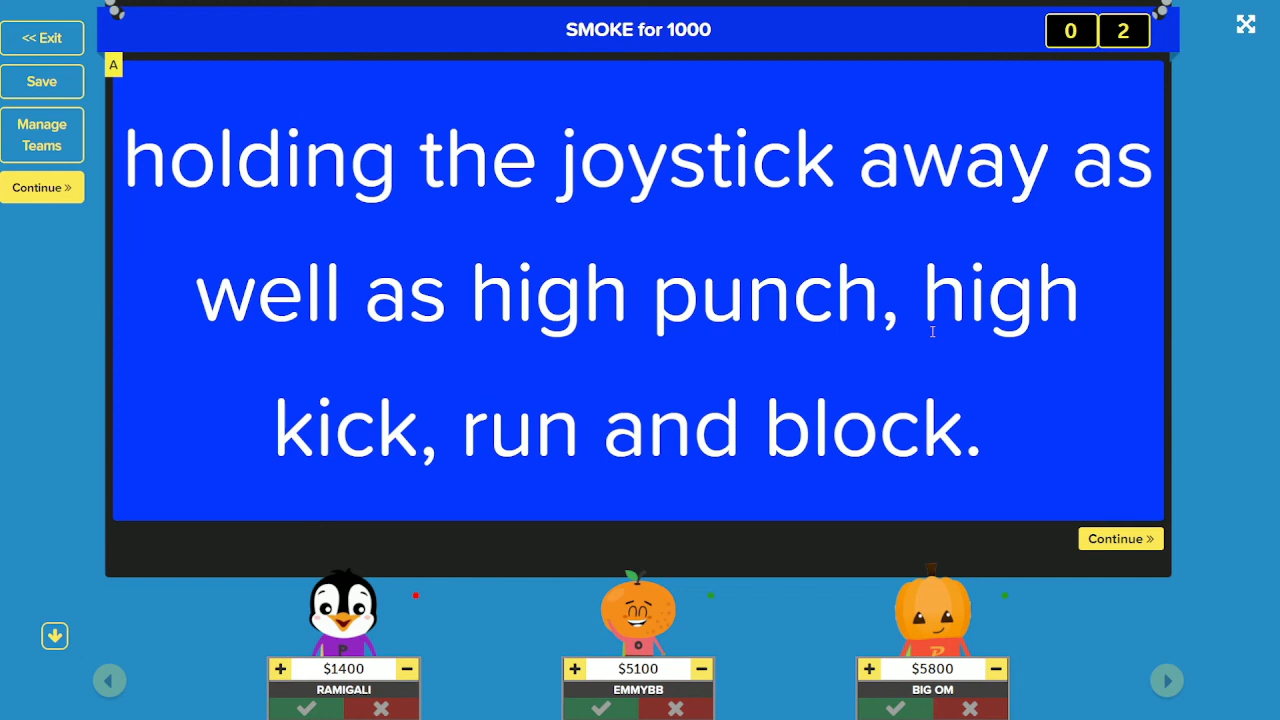 << Exit
Save
Manage
Teams
Continue »
SMOKE for 1000
0 2
A
holding the joystick away as
well as high punch, high
kick, run and block.
Continue »
P
O
P
+ $1400 −
RAMIGALI
+ $5100 −
EMMYBB
+ $5800 −
BIG OM